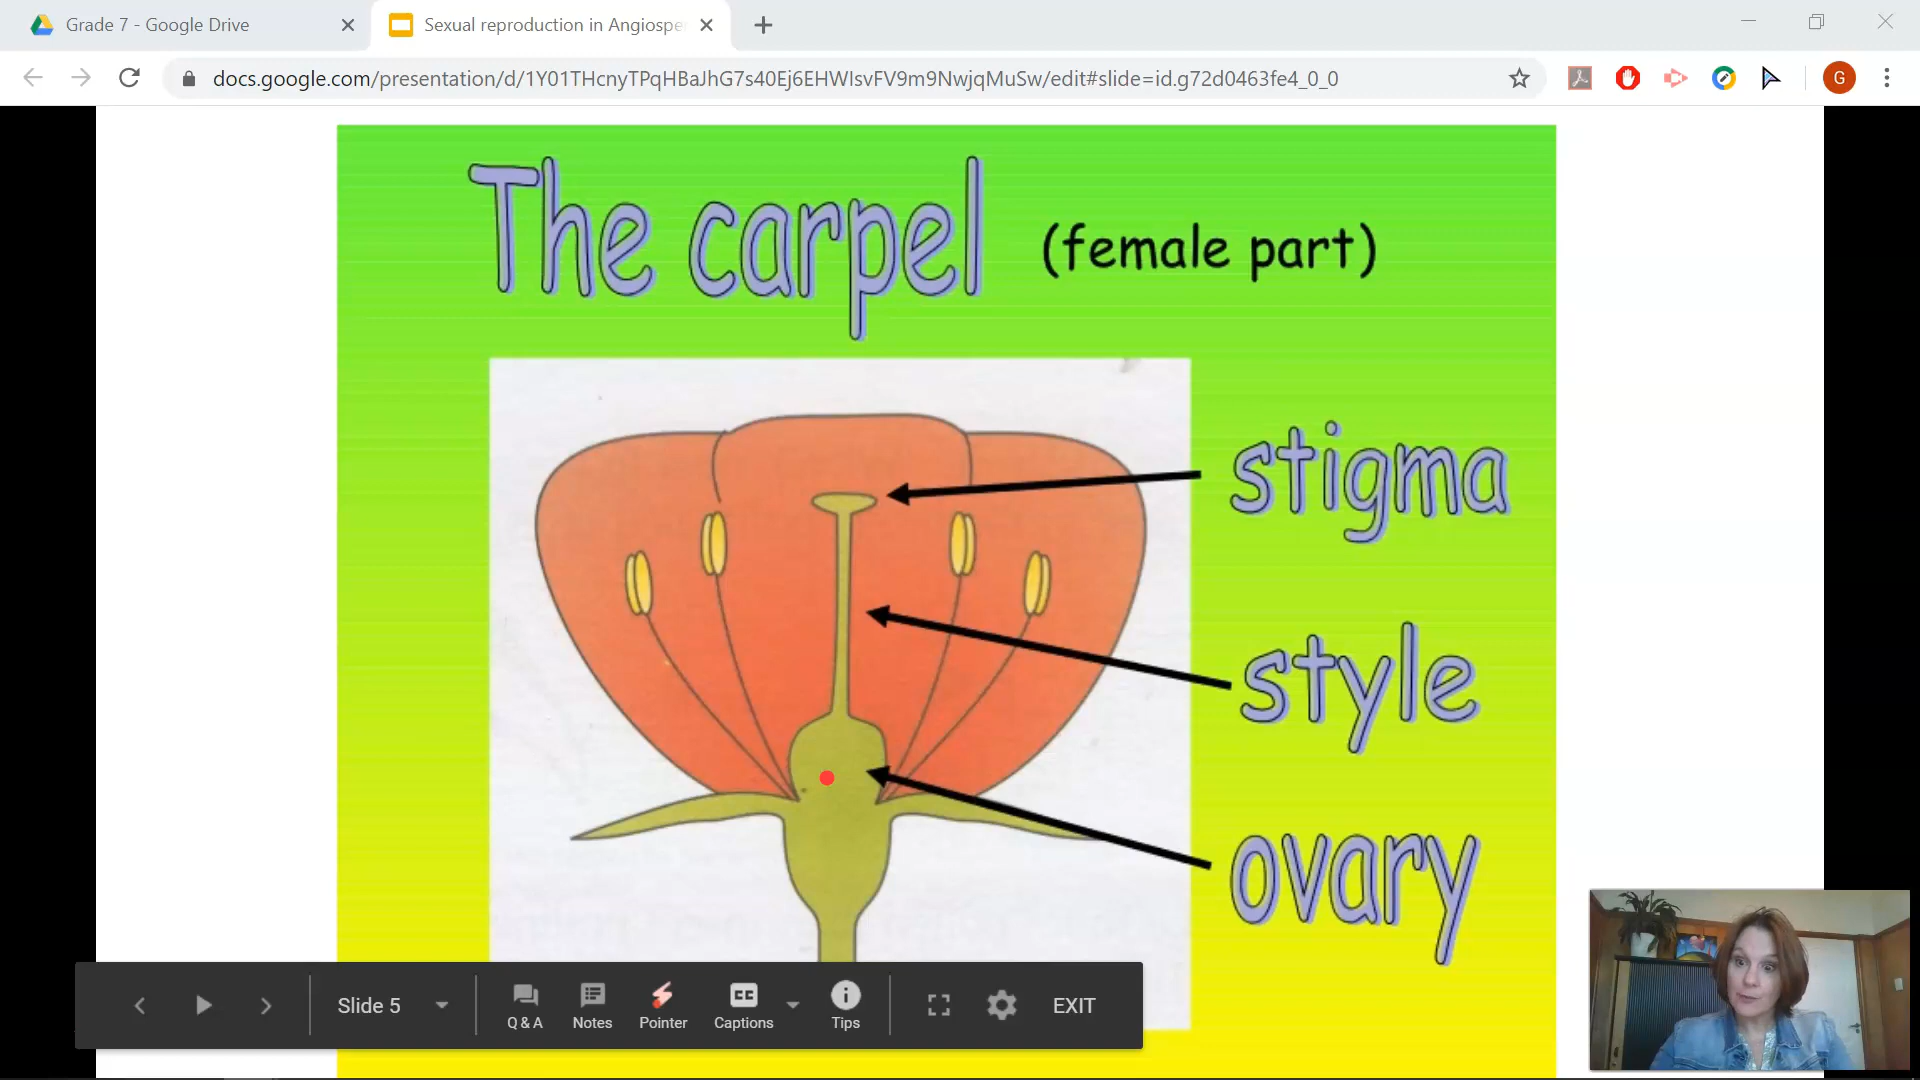 Grade 7 - Google Drive
Sexual reproduction in Angiospe
docs.google.com/presentation/d/1Y01THcnyTPqHBaJhG7s40Ej6EHWIsvFV9m9NwjqMuSw/edit#slide=id.g72d0463fe4_0_0
G
The carpel (female part)
stigma
style
ovary
Slide 5
Q & A
Notes
Pointer
Captions
Tips
EXIT